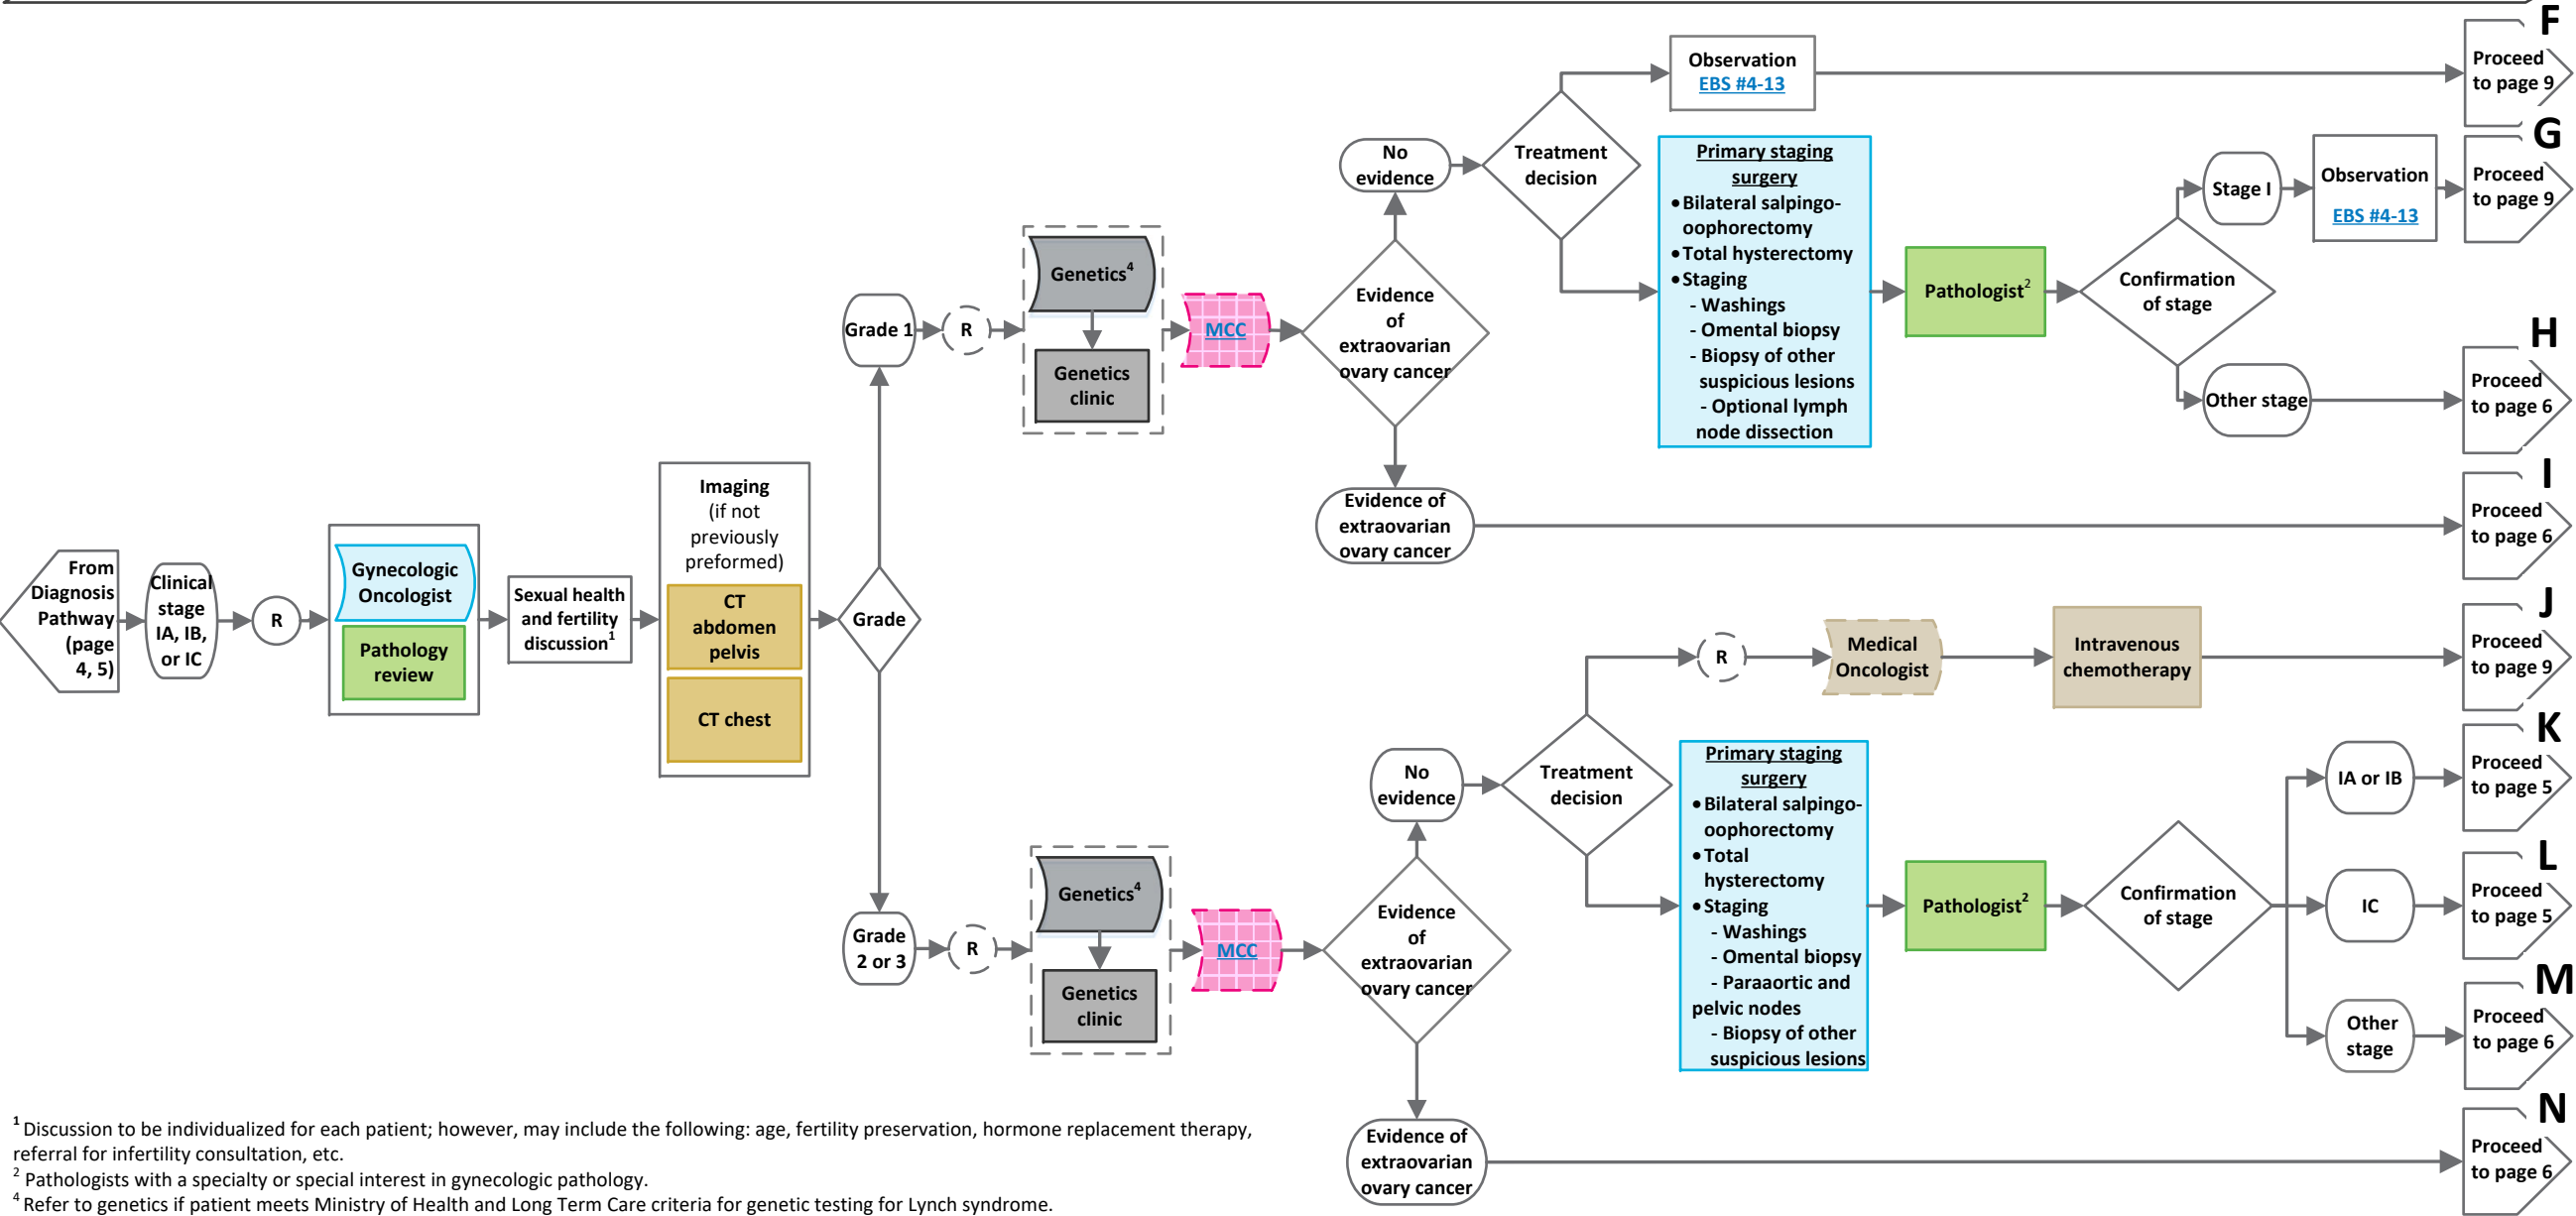 From
Diagnosis
Pathway
(page
4, 5)
Clinical
stage
IA, IB,
or IC
R
Gynecologic
Oncologist
Pathology
review
Sexual health
and fertility
discussion1
Imaging
(if not
previously
preformed)
CT
abdomen
pelvis
CT chest
Grade
Grade 1
R
Genetics4
Genetics
clinic
MCC
Evidence
of
extraovarian
ovary cancer
No
evidence
Treatment
decision
Observation
EBS #4-13
F
Proceed
to page 9
Primary staging
surgery
•Bilateral salpingo-
oophorectomy
•Total hysterectomy
•Staging
- Washings
- Omental biopsy
- Biopsy of other
suspicious lesions
- Optional lymph
node dissection
Pathologist2
Confirmation
of stage
Stage I
Observation
EBS #4-13
G
Proceed
to page 9
Other stage
H
Proceed
to page 6
Evidence of
extraovarian
ovary cancer
I
Proceed
to page 6
Grade
2 or 3
R
Genetics4
Genetics
clinic
MCC
Evidence
of
extraovarian
ovary cancer
No
evidence
Treatment
decision
R
Medical
Oncologist
Intravenous
chemotherapy
J
Proceed
to page 9
Primary staging
surgery
•Bilateral salpingo-
oophorectomy
•Total
hysterectomy
•Staging
- Washings
- Omental biopsy
- Paraaortic and
pelvic nodes
- Biopsy of other
suspicious lesions
Pathologist2
Confirmation
of stage
IA or IB
K
Proceed
to page 5
IC
L
Proceed
to page 5
Other
stage
M
Proceed
to page 6
Evidence of
extraovarian
ovary cancer
N
Proceed
to page 6
1 Discussion to be individualized for each patient; however, may include the following: age, fertility preservation, hormone replacement therapy,
referral for infertility consultation, etc.
2 Pathologists with a specialty or special interest in gynecologic pathology.
4 Refer to genetics if patient meets Ministry of Health and Long Term Care criteria for genetic testing for Lynch syndrome.